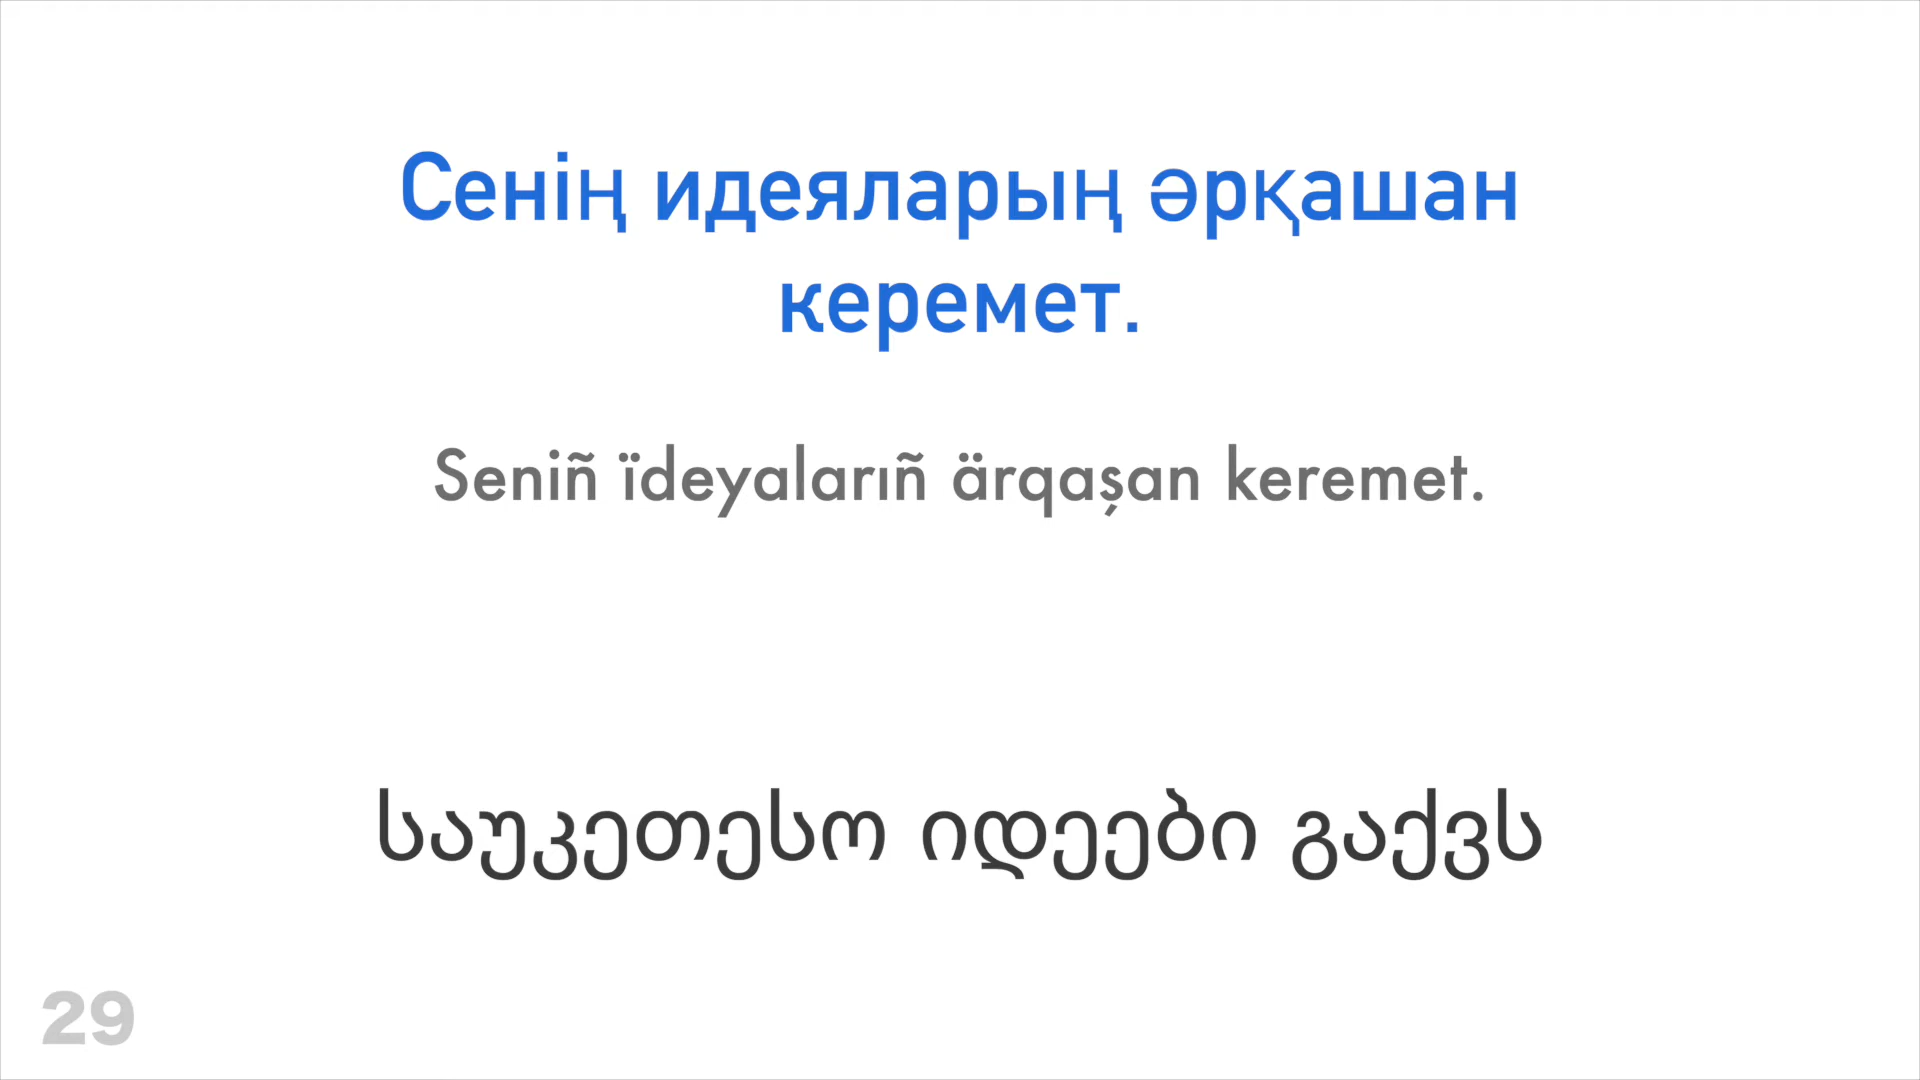 Сенің идеяларың әрқашан
керемет.
Seniñ ïdeyalarıñ ärqaşan keremet.
საუკეთესო იდეები გაქვს
29